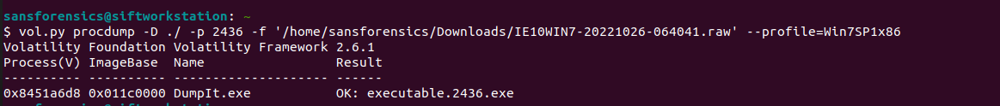 sansforensics@siftworkstation: ~
$ vol.py procdump -D ./ -p 2436 -f '/home/sansforensics/Downloads/IE10WIN7-20221026-064041.raw' --profile=Win7SP1x86
Volatility Foundation Volatility Framework 2.6.1
Process(V) ImageBase  Name                 Result
---------- ---------- -------------------- ------
0x8451a6d8 0x011c0000 DumpIt.exe           OK: executable.2436.exe